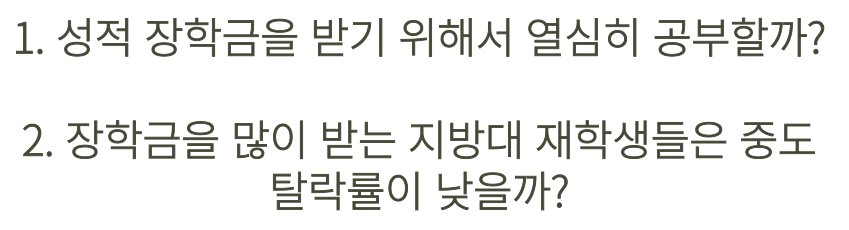 1. 성적 장학금을 받기 위해서 열심히 공부할까?
2. 장학금을 많이 받는 지방대 재학생들은 중도
탈락률이 낮을까?